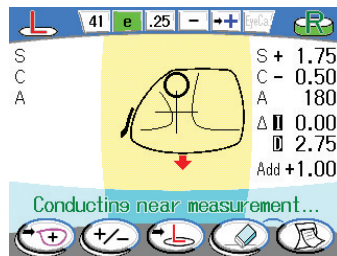 41 e .25 − →+ EyeCa. R
S S + 1.75
C C - 0.50
A A 180
Δ I 0.00
D 2.75
Add +1.00
Conducting near measurement...
+ +/−